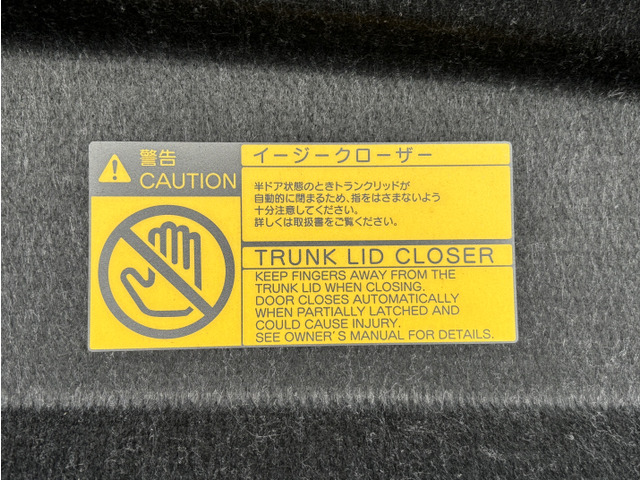 警告
CAUTION
イージークローザー
半ドア状態のときトランクリッドが
自動的に閉まるため、指をはさまないよう
十分注意してください。
詳しくは取扱書をご覧ください。
TRUNK LID CLOSER
KEEP FINGERS AWAY FROM THE
TRUNK LID WHEN CLOSING.
DOOR CLOSES AUTOMATICALLY
WHEN PARTIALLY LATCHED AND
COULD CAUSE INJURY.
SEE OWNER'S MANUAL FOR DETAILS.